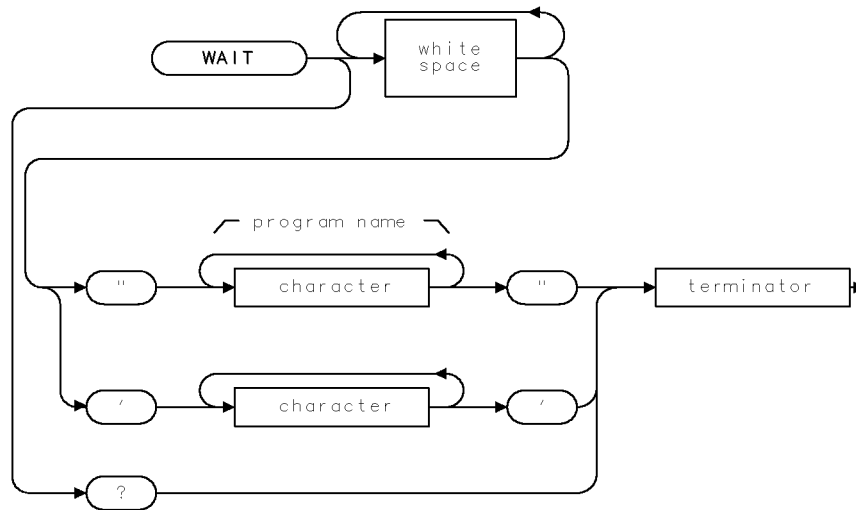 WAIT
white
space
program name
" character " terminator
' character '
?